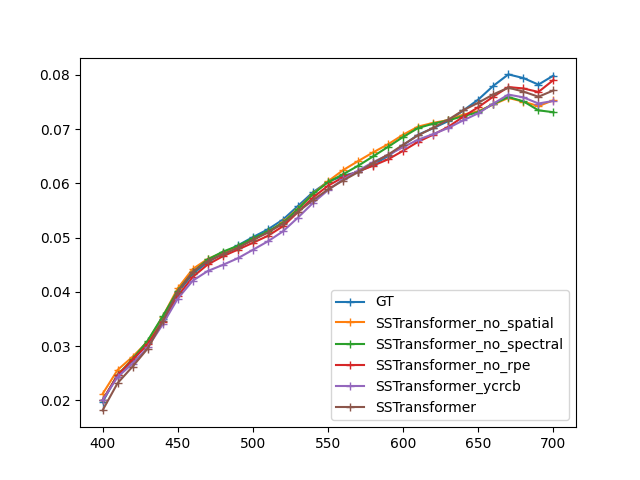 0.08
0.07
0.06
0.05
0.04
0.03
0.02
GT
SSTransformer_no_spatial
SSTransformer_no_spectral
SSTransformer_no_rpe
SSTransformer_ycrcb
SSTransformer
400 450 500 550 600 650 700